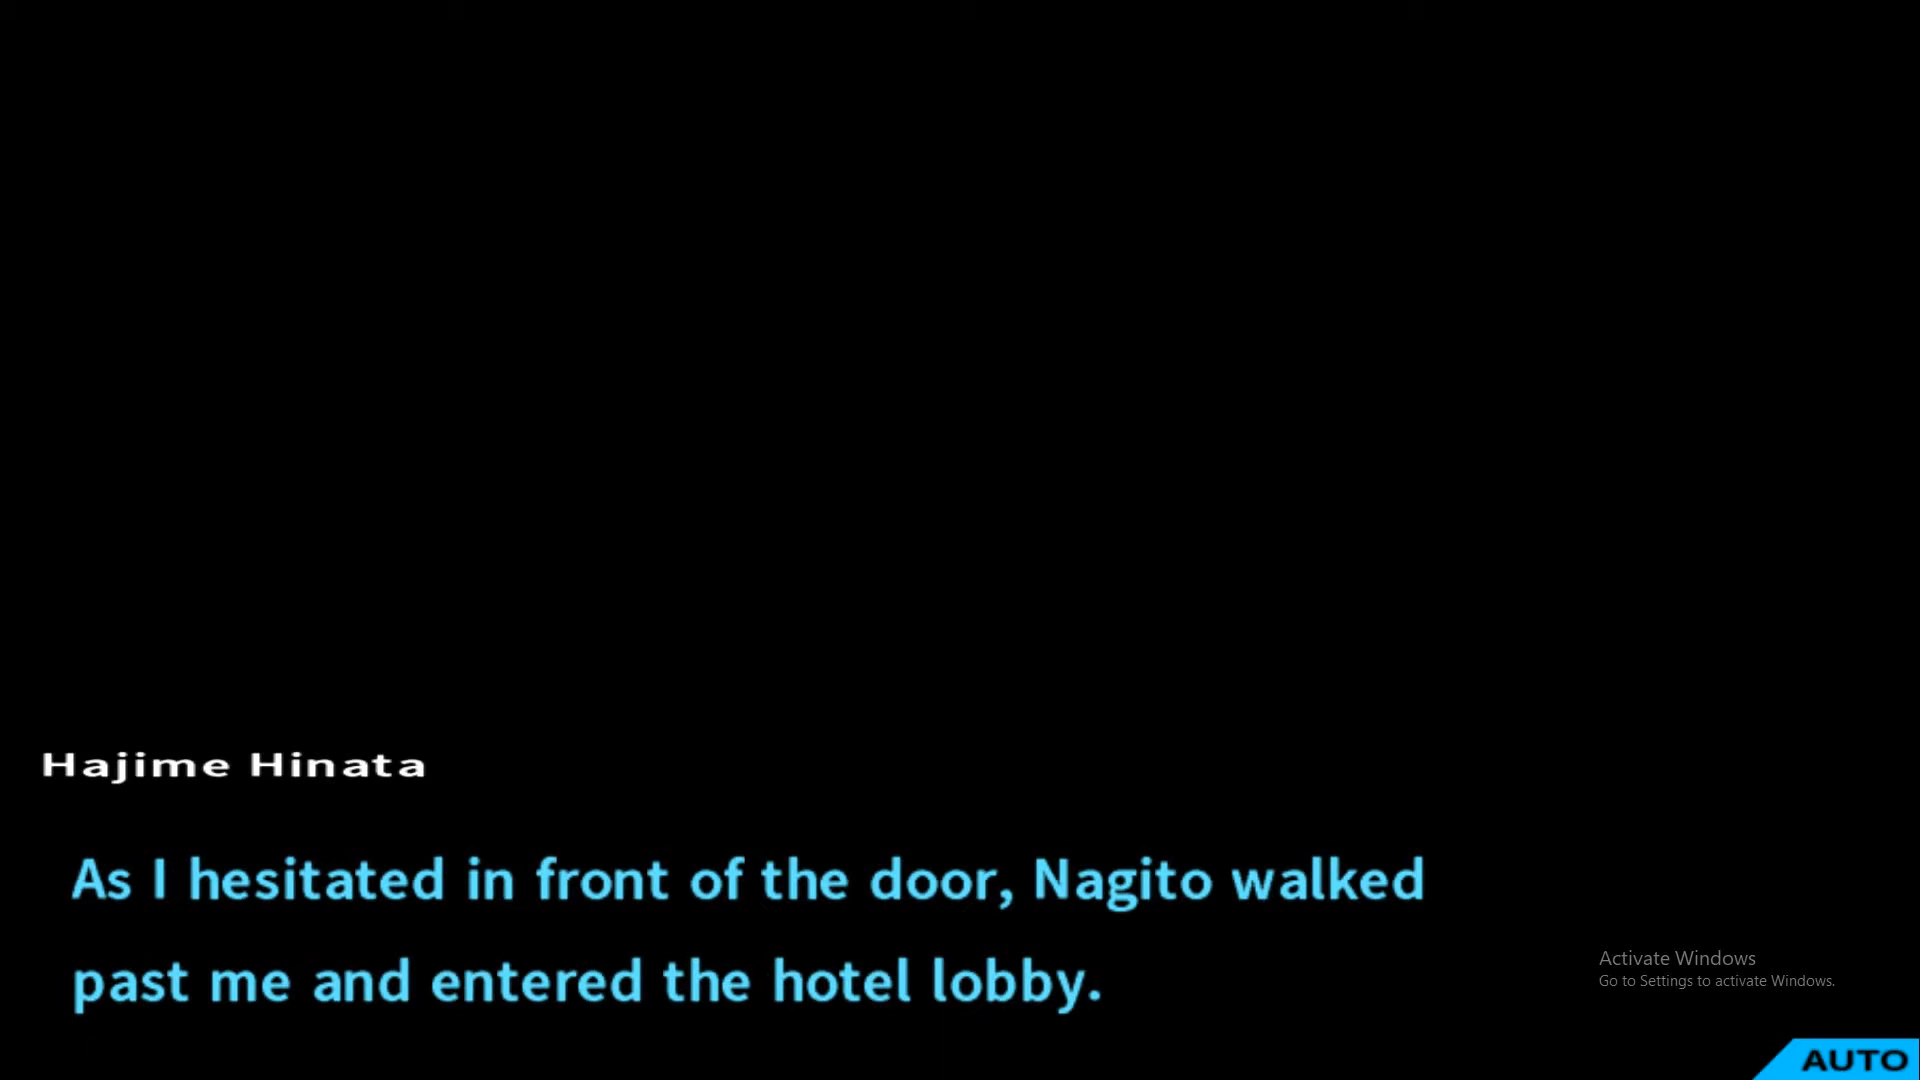 Hajime Hinata
As I hesitated in front of the door, Nagito walked
past me and entered the hotel lobby.
Activate Windows
Go to Settings to activate Windows.
AUTO